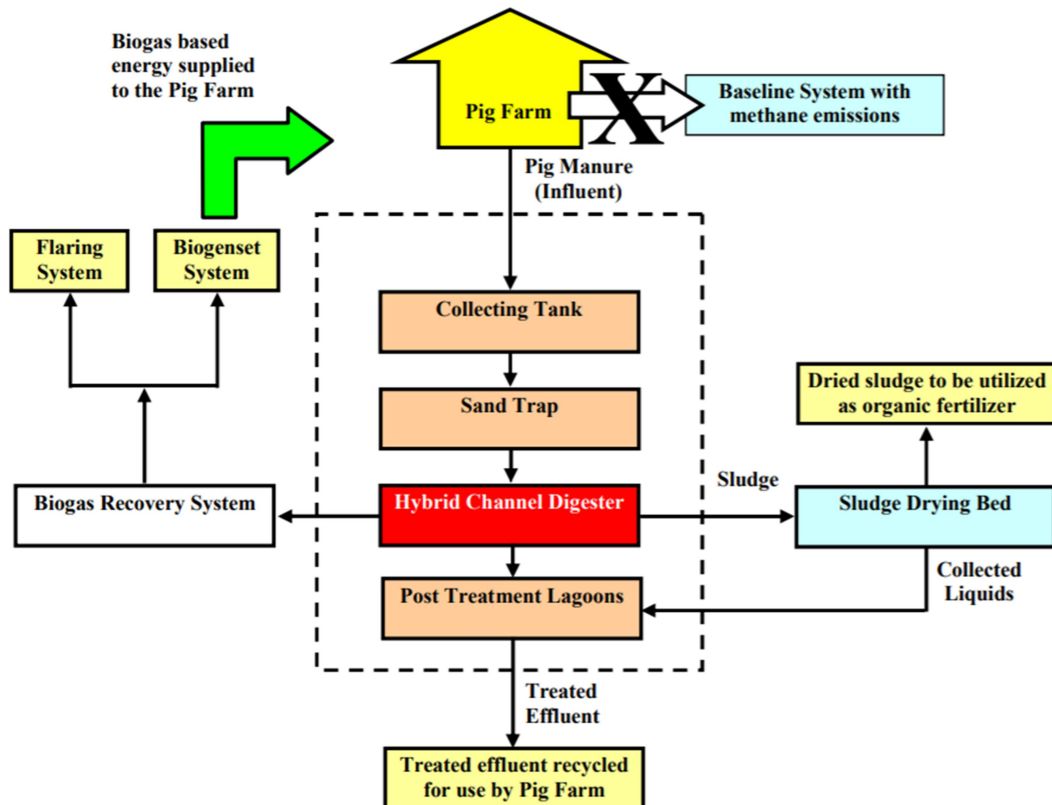 Biogas based
energy supplied
to the Pig Farm
Pig Farm
X
Baseline System with
methane emissions
Pig Manure
(Influent)
Flaring
System
Biogenset
System
Collecting Tank
Sand Trap
Dried sludge to be utilized
as organic fertilizer
Biogas Recovery System
Hybrid Channel Digester
Sludge
Sludge Drying Bed
Collected
Liquids
Post Treatment Lagoons
Treated
Effluent
Treated effluent recycled
for use by Pig Farm